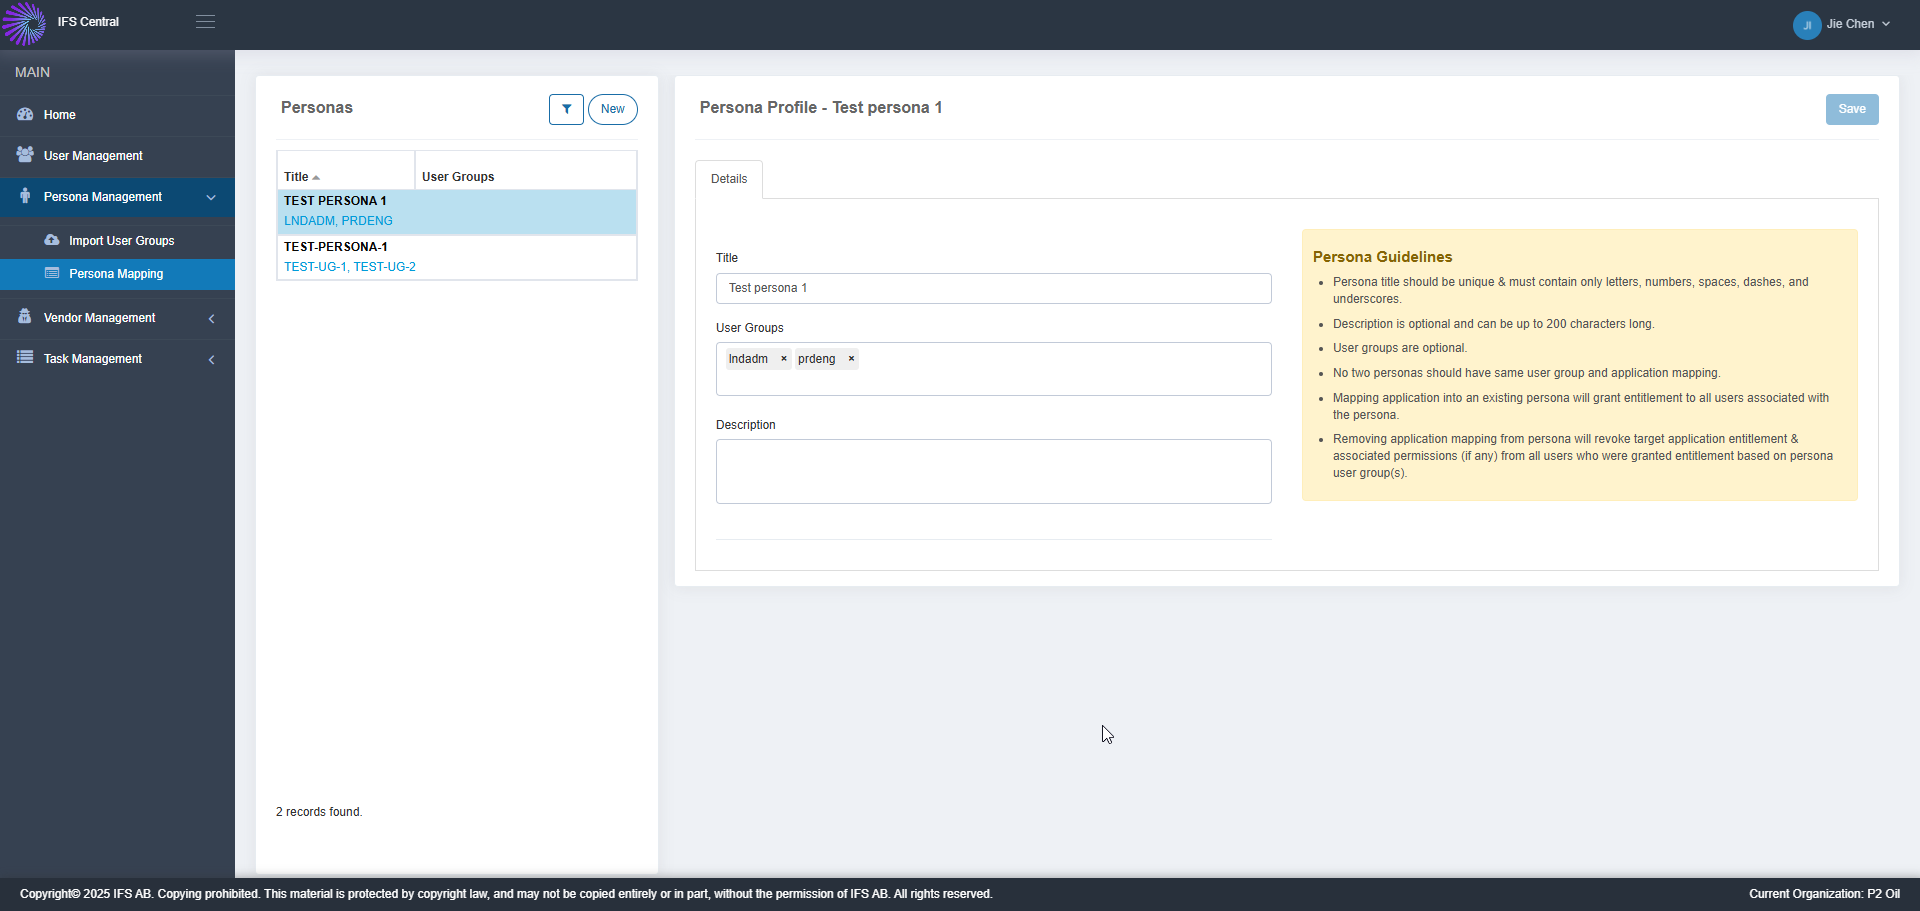 IFS Central
JI
Jie Chen
MAIN
Home
User Management
Persona Management
Import User Groups
Persona Mapping
Vendor Management
Task Management
Personas
New
Title
User Groups
TEST PERSONA 1
LNDADM, PRDENG
TEST-PERSONA-1
TEST-UG-1, TEST-UG-2
2 records found.
Persona Profile - Test persona 1
Save
Details
Title
Test persona 1
User Groups
lndadm × prdeng ×
Description
Persona Guidelines
• Persona title should be unique & must contain only letters, numbers, spaces, dashes, and
underscores.
• Description is optional and can be up to 200 characters long.
• User groups are optional.
• No two personas should have same user group and application mapping.
• Mapping application into an existing persona will grant entitlement to all users associated with
the persona.
• Removing application mapping from persona will revoke target application entitlement &
associated permissions (if any) from all users who were granted entitlement based on persona
user group(s).
Copyright© 2025 IFS AB. Copying prohibited. This material is protected by copyright law, and may not be copied entirely or in part, without the permission of IFS AB. All rights reserved.
Current Organization: P2 Oil